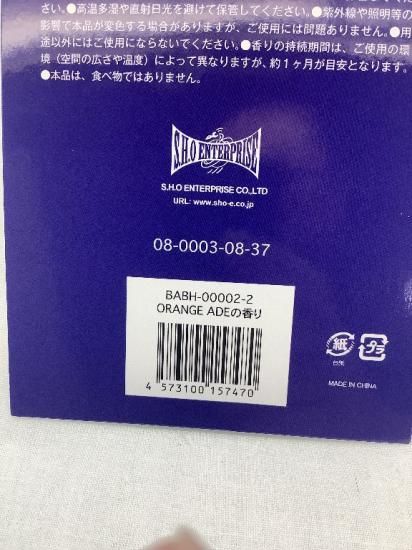 さい。●高温多湿や直射日光を避けて保管してください。●紫外線や照明等の
影響で本品が変色する場合がありますが、ご使用には問題ありません。●用
途以外にはご使用にならないでください。●香りの持続期間は、ご使用の環
境（空間の広さや温度）によって異なりますが、約1ヶ月が目安となります。
●本品は、食べ物ではありません。
S.H.O ENTERPRISE
S.H.O ENTERPRISE CO.,LTD
URL: www.sho-e.co.jp
08-0003-08-37
BABH-00002-2
ORANGE ADEの香り
4 573100 157470
紙
プラ
台紙
MADE IN CHINA